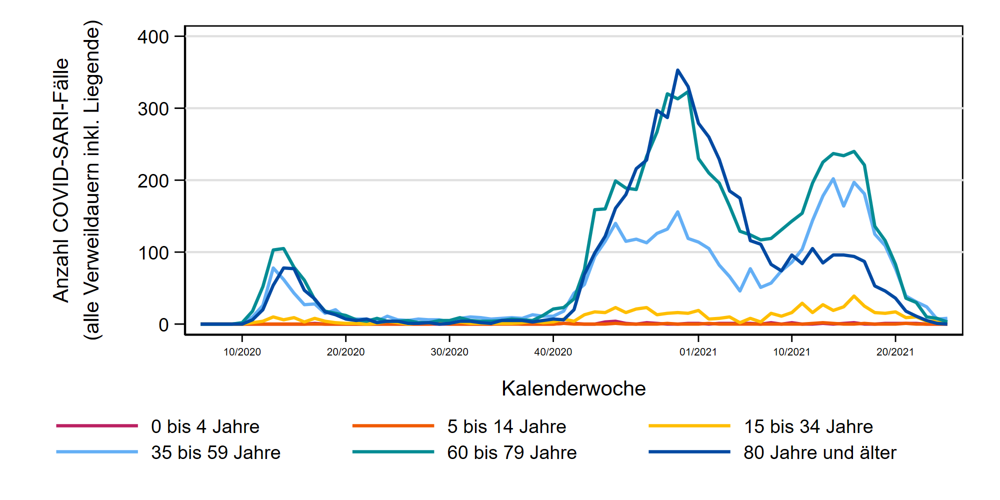 Anzahl COVID-SARI-Fälle
(alle Verweildauern inkl. Liegende)
400
300
200
100
0
10/2020 20/2020 30/2020 40/2020 01/2021 10/2021 20/2021
Kalenderwoche
0 bis 4 Jahre 5 bis 14 Jahre 15 bis 34 Jahre
35 bis 59 Jahre 60 bis 79 Jahre 80 Jahre und älter